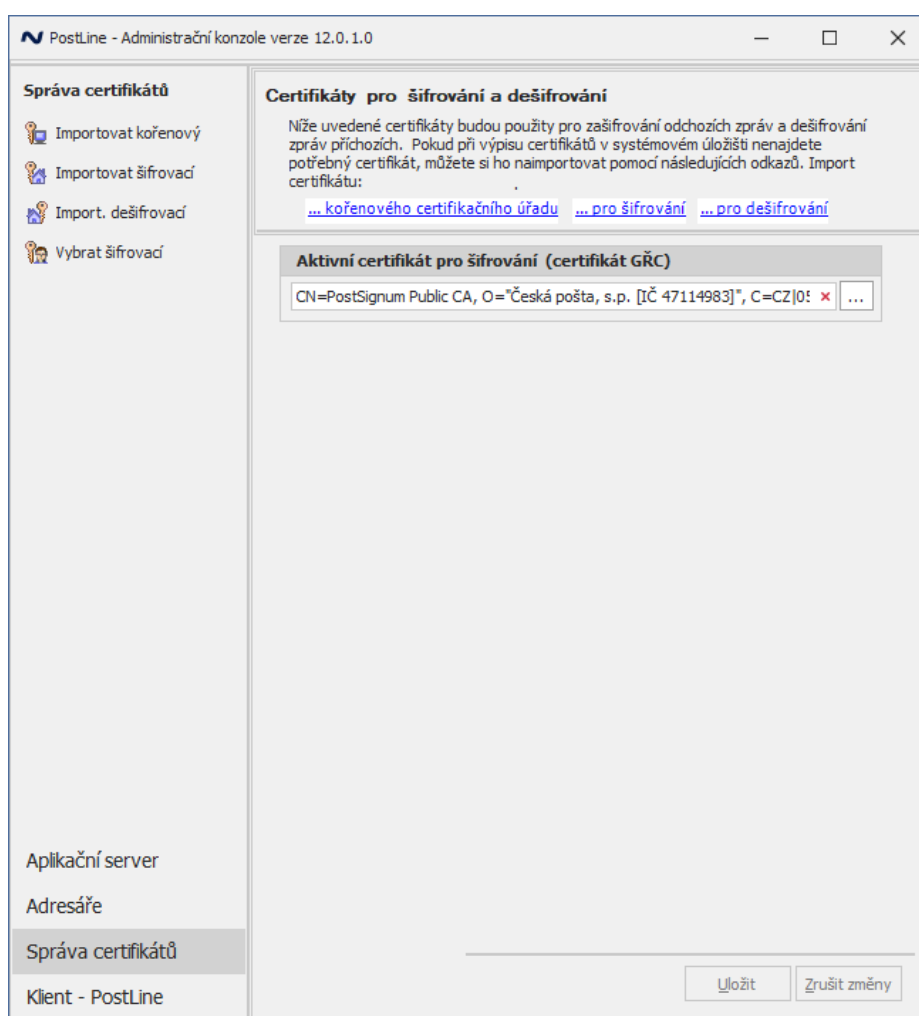 PostLine - Administrační konzole verze 12.0.1.0
Správa certifikátů
Importovat kořenový
Importovat šifrovací
Import. dešifrovací
Vybrat šifrovací
Certifikáty pro šifrování a dešifrování
Níže uvedené certifikáty budou použity pro zašifrování odchozích zpráv a dešifrování
zpráv příchozích. Pokud při výpisu certifikátů v systémovém úložišti nenajdete
potřebný certifikát, můžete si ho naimportovat pomocí následujících odkazů. Import
certifikátu:
... kořenového certifikačního úřadu ... pro šifrování ... pro dešifrování
Aktivní certifikát pro šifrování (certifikát GŘC)
CN=PostSignum Public CA, O="Česká pošta, s.p. [IČ 47114983]", C=CZ|05 ...
Aplikační server
Adresáře
Správa certifikátů
Klient - PostLine
Uložit Zrušit změny